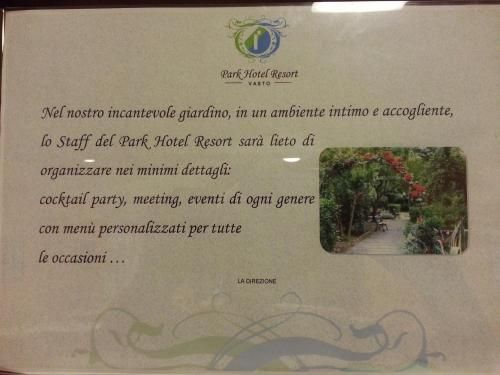 Park Hotel Resort
VASTO
Nel nostro incantevole giardino, in un ambiente intimo e accogliente,
lo Staff del Park Hotel Resort sarà lieto di
organizzare nei minimi dettagli:
cocktail party, meeting, eventi di ogni genere
con menù personalizzati per tutte
le occasioni ...
LA DIREZIONE